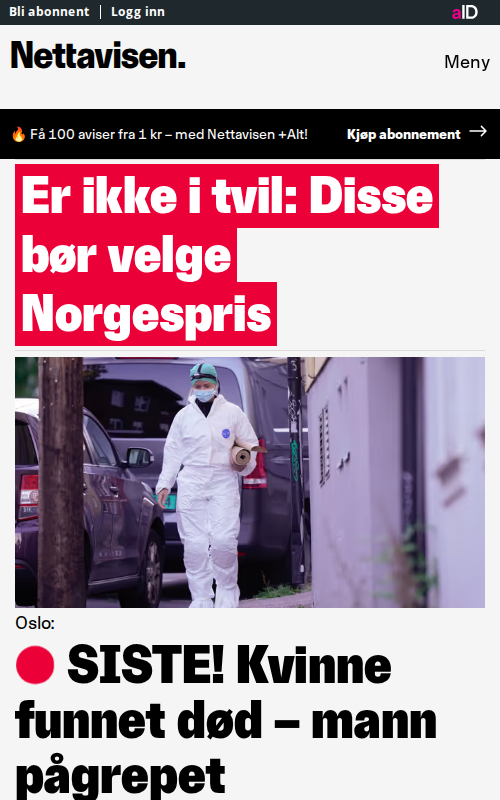 Bli abonnent | Logg inn
aID
Nettavisen.
Meny
🔥 Få 100 aviser fra 1 kr – med Nettavisen +Alt!
Kjøp abonnement →
Er ikke i tvil: Disse
bør velge
Norgespris
Oslo:
SISTE! Kvinne
funnet død – mann
pågrepet